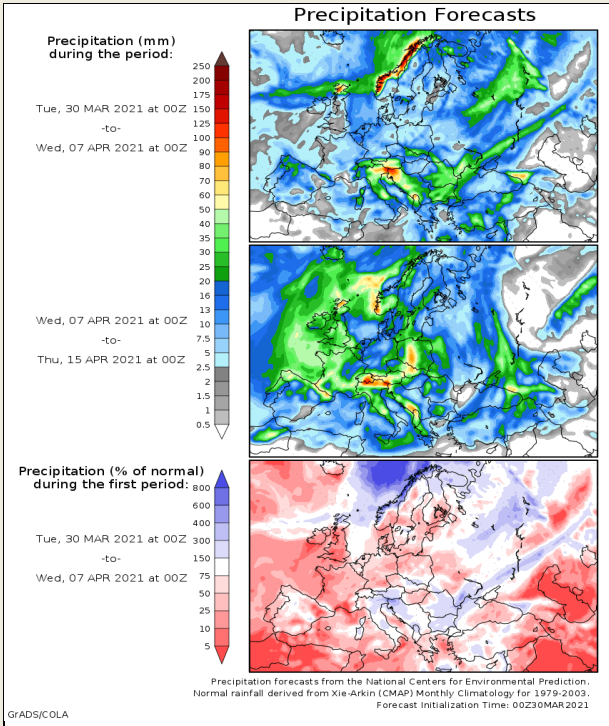 Precipitation Forecasts
Precipitation (mm)
during the period:
Tue, 30 MAR 2021 at 00Z
-to-
Wed, 07 APR 2021 at 00Z
250
200
175
150
125
100
90
80
70
60
50
40
35
30
25
20
16
13
10
7.5
5
2.5
2
1.5
1
0.5
Wed, 07 APR 2021 at 00Z
-to-
Thu, 15 APR 2021 at 00Z
Precipitation (% of normal)
during the first period:
Tue, 30 MAR 2021 at 00Z
-to-
Wed, 07 APR 2021 at 00Z
800
600
400
300
150
75
50
25
10
5
Precipitation forecasts from the National Centers for Environmental Prediction.
Normal rainfall derived from Xie-Arkin (CMAP) Monthly Climatology for 1979-2003.
Forecast Initialization Time: 00Z30MAR2021
GrADS/COLA